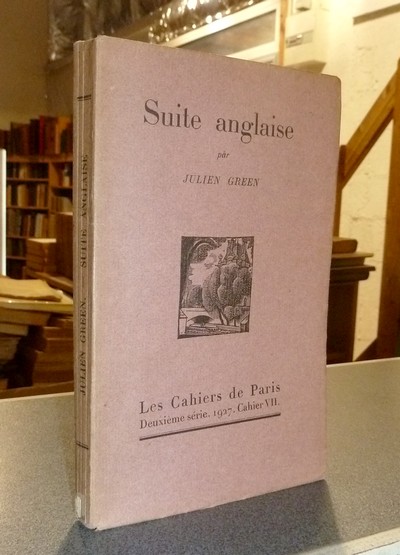 Suite anglaise
par
JULIEN GREEN
Les Cahiers de Paris
Deuxième série. 1927. Cahier VII.
JULIEN GREEN SUITE ANGLAISE